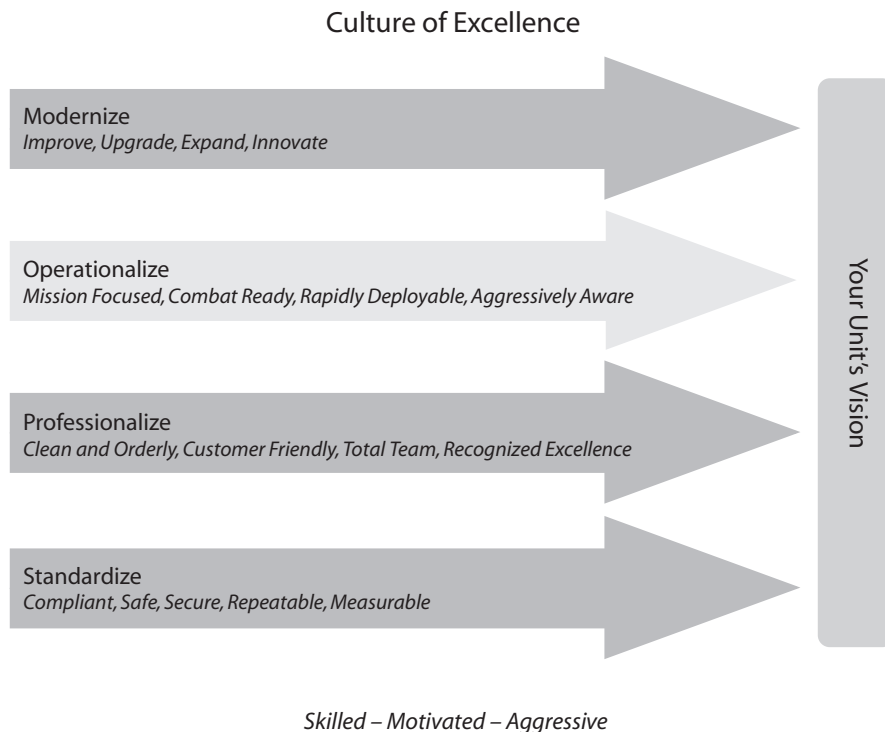 Culture of Excellence
Modernize
Improve, Upgrade, Expand, Innovate
Operationalize
Mission Focused, Combat Ready, Rapidly Deployable, Aggressively Aware
Professionalize
Clean and Orderly, Customer Friendly, Total Team, Recognized Excellence
Standardize
Compliant, Safe, Secure, Repeatable, Measurable
Your Unit's Vision
Skilled – Motivated – Aggressive